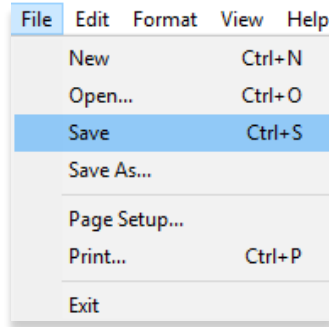 File Edit Format View Help
New Ctrl+N
Open... Ctrl+O
Save Ctrl+S
Save As...
Page Setup...
Print... Ctrl+P
Exit